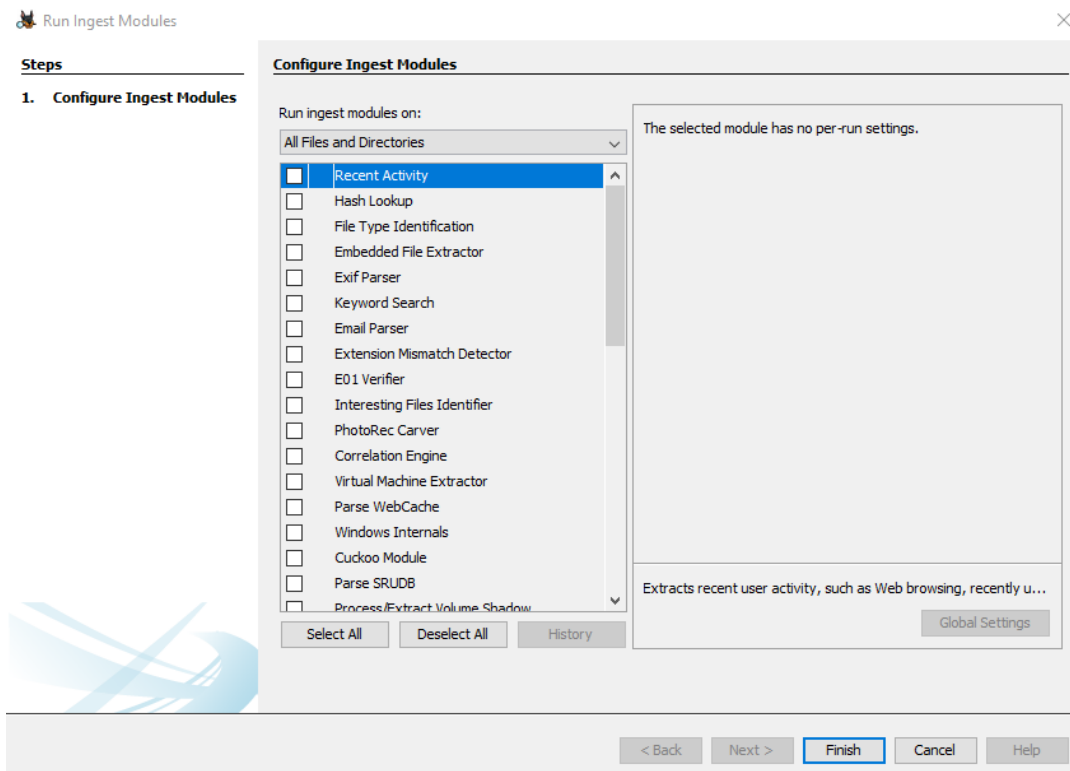 Run Ingest Modules
Steps
1. Configure Ingest Modules
Configure Ingest Modules
Run ingest modules on:
All Files and Directories
Recent Activity
Hash Lookup
File Type Identification
Embedded File Extractor
Exif Parser
Keyword Search
Email Parser
Extension Mismatch Detector
E01 Verifier
Interesting Files Identifier
PhotoRec Carver
Correlation Engine
Virtual Machine Extractor
Parse WebCache
Windows Internals
Cuckoo Module
Parse SRUDB
Process/Extract Volume Shadow
Select All
Deselect All
History
The selected module has no per-run settings.
Extracts recent user activity, such as Web browsing, recently u...
Global Settings
< Back
Next >
Finish
Cancel
Help